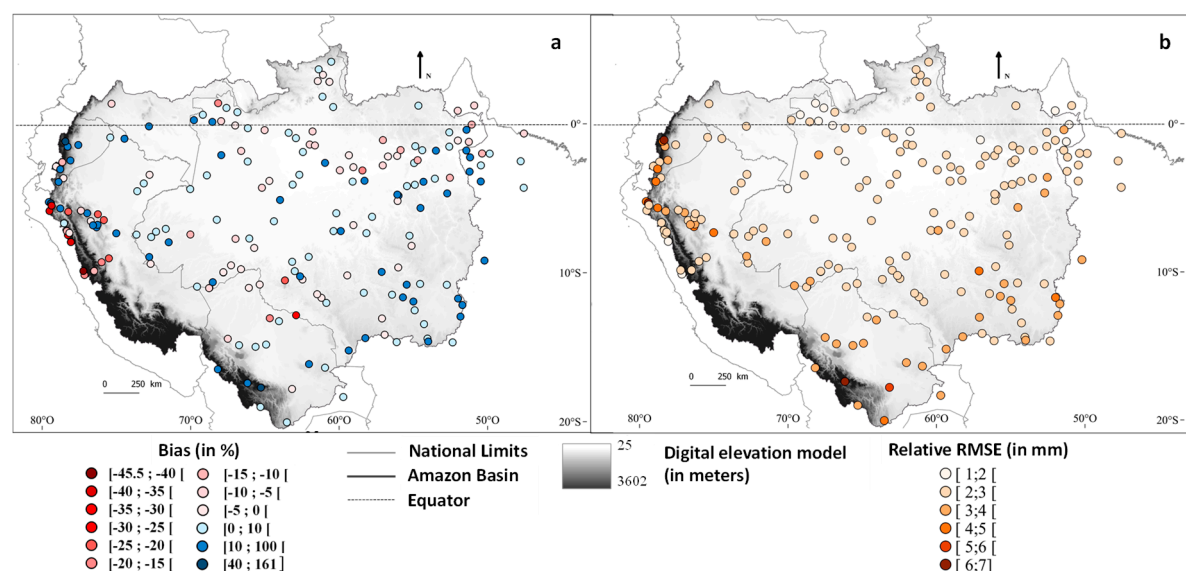 a
b
N
N
0°
0°
10°S
10°S
0 250 km
0 250 km
20°S
20°S
80°O
70°O
60°O
50°O
80°O
70°O
60°O
50°O
Bias (in %)
[-45.5 ; -40 [
[-40 ; -35 [
[-35 ; -30 [
[-30 ; -25 [
[-25 ; -20 [
[-20 ; -15 [
[-15 ; -10 [
[-10 ; -5 [
[-5 ; 0 [
[0 ; 10 [
[10 ; 100 [
[40 ; 161]
National Limits
Amazon Basin
Equator
25
3602
Digital elevation model
(in meters)
Relative RMSE (in mm)
[ 1;2 [
[ 2;3 [
[ 3;4 [
[ 4;5 [
[ 5;6 [
[ 6;7]